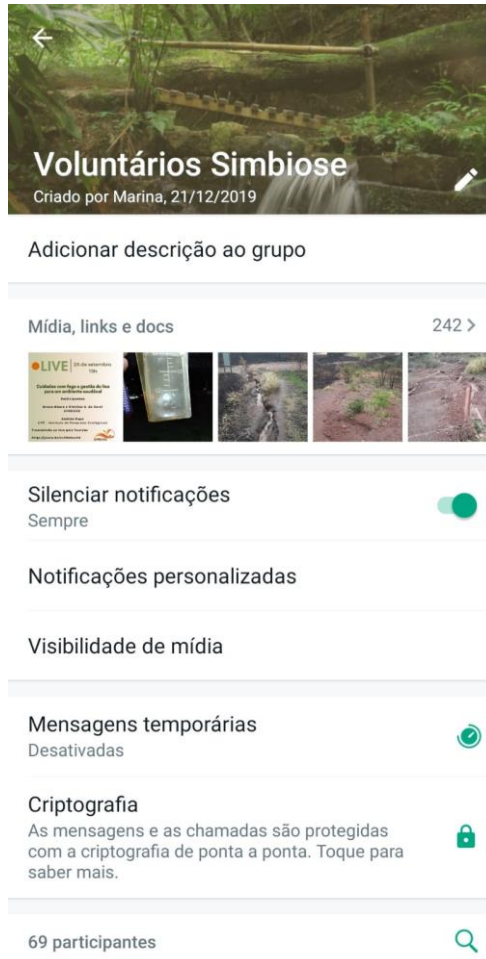 Voluntários Simbiose
Criado por Marina, 21/12/2019
Adicionar descrição ao grupo
Mídia, links e docs
242 >
LIVE
Silenciar notificações
Sempre
Notificações personalizadas
Visibilidade de mídia
Mensagens temporárias
Desativadas
Criptografia
As mensagens e as chamadas são protegidas
com a criptografia de ponta a ponta. Toque para
saber mais.
69 participantes